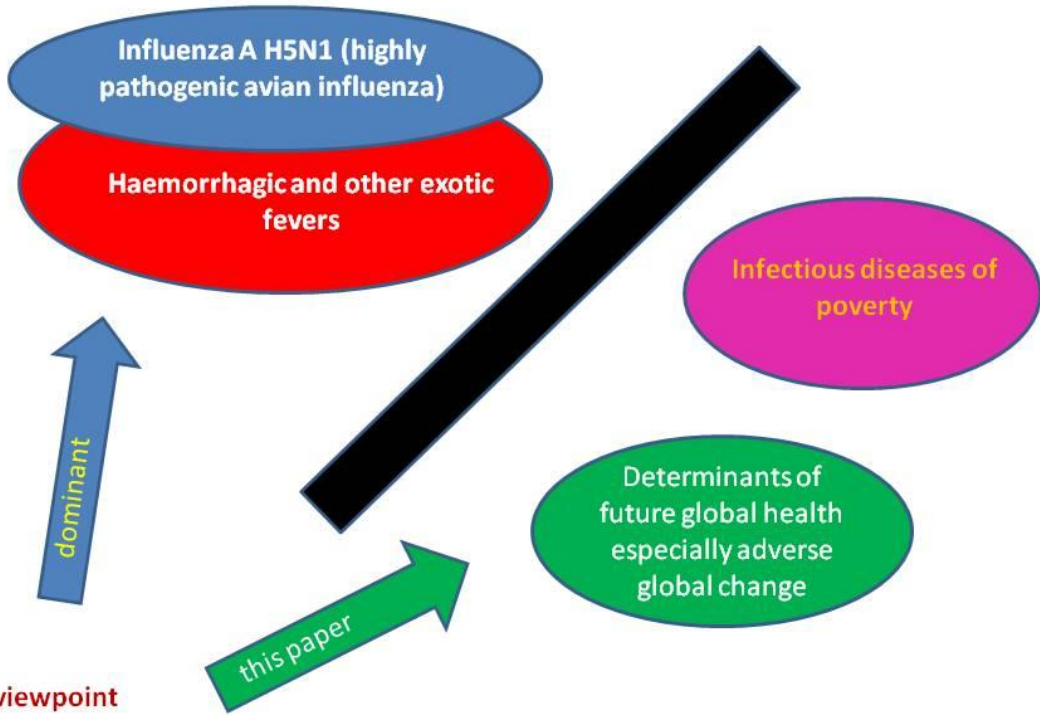 Influenza A H5N1 (highly
pathogenic avian influenza)
Haemorrhagic and other exotic
fevers
Infectious diseases of
poverty
dominant
Determinants of
future global health
especially adverse
global change
this paper
viewpoint